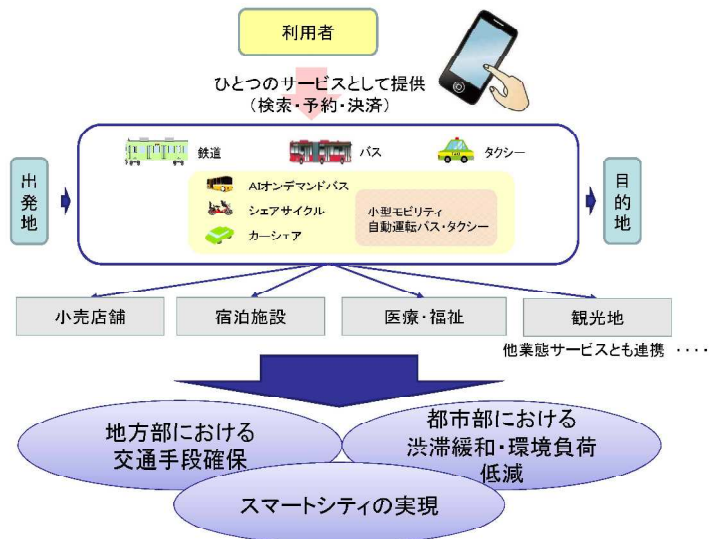 利用者
ひとつのサービスとして提供
(検索・予約・決済)
鉄道
バス
タクシー
出発地
AIオンデマンドバス
シェアサイクル
カーシェア
小型モビリティ
自動運転バス・タクシー
目的地
小売店舗
宿泊施設
医療・福祉
観光地
他業態サービスとも連携 ‥‥
地方部における
交通手段確保
都市部における
渋滞緩和・環境負荷
低減
スマートシティの実現